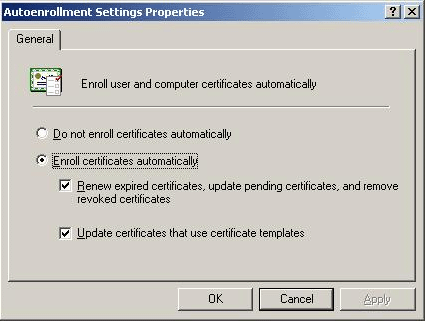 Autoenrollment Settings Properties
General
Enroll user and computer certificates automatically
Do not enroll certificates automatically
Enroll certificates automatically
Renew expired certificates, update pending certificates, and remove
revoked certificates
Update certificates that use certificate templates
OK Cancel Apply